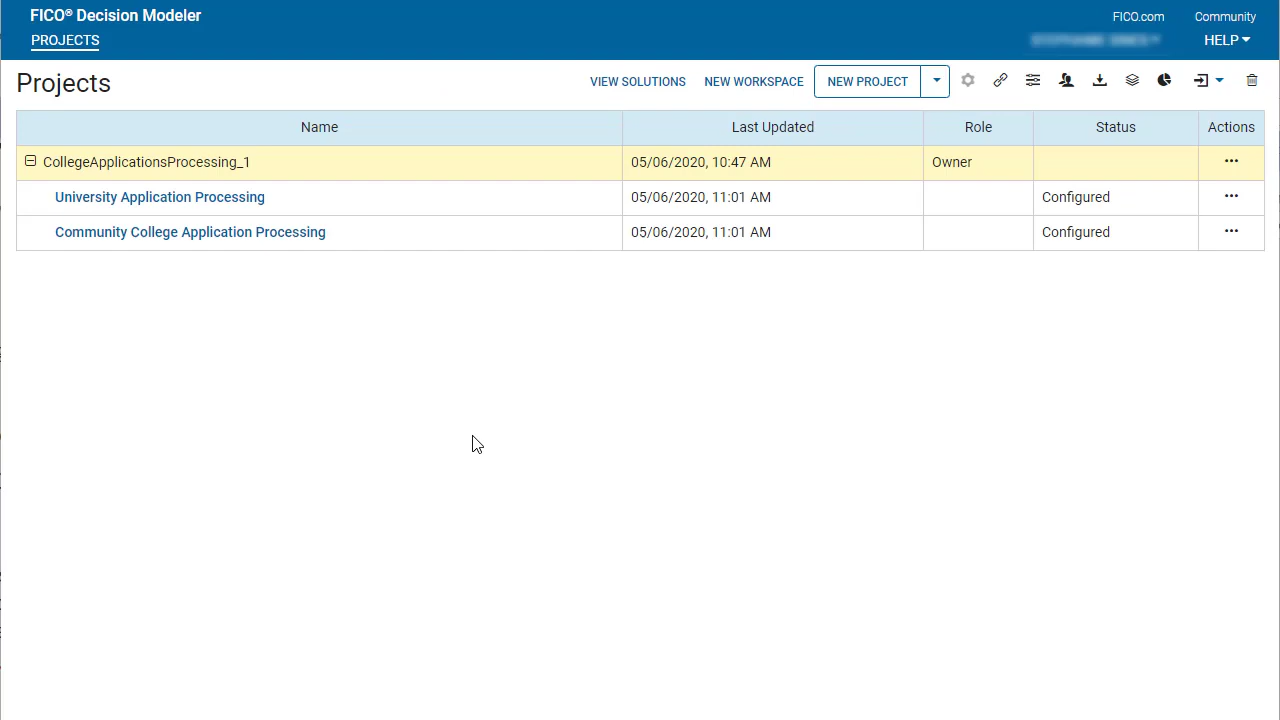 FICO® Decision Modeler
FICO.com Community
PROJECTS
HELP
Projects
VIEW SOLUTIONS NEW WORKSPACE NEW PROJECT
Name Last Updated Role Status Actions
CollegeApplicationsProcessing_1 05/06/2020, 10:47 AM Owner
University Application Processing 05/06/2020, 11:01 AM Configured
Community College Application Processing 05/06/2020, 11:01 AM Configured